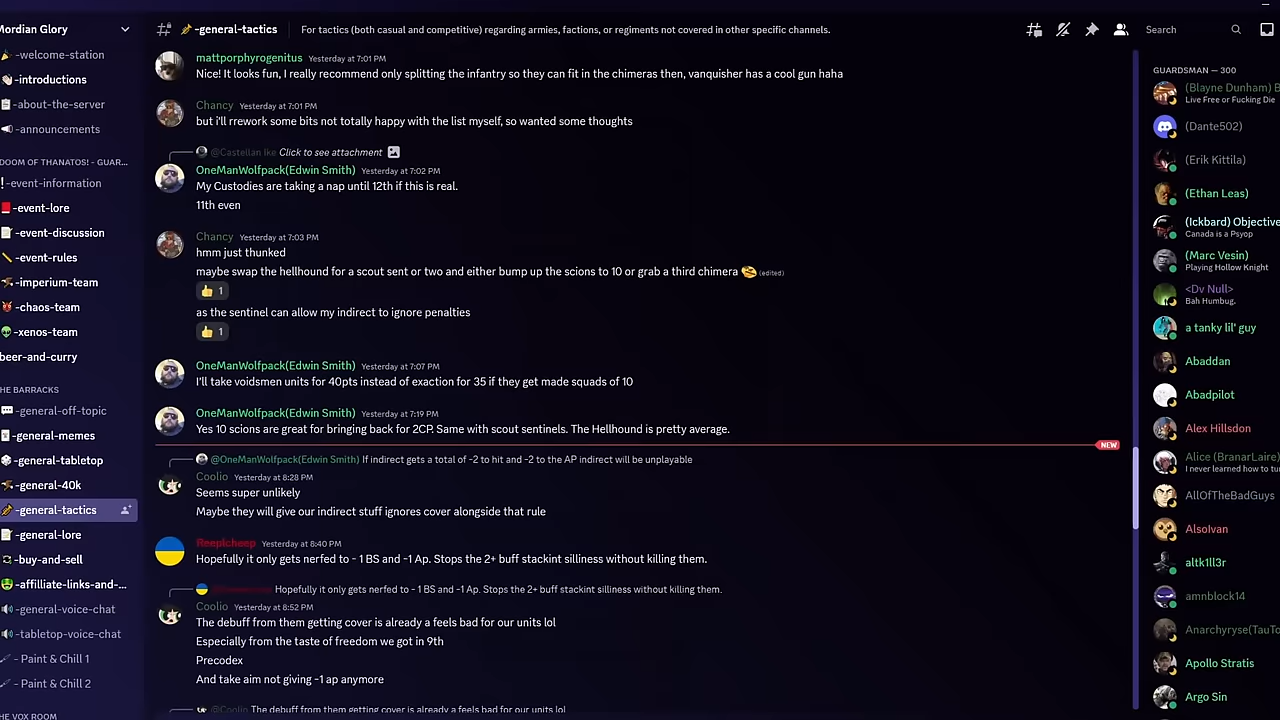 Mordian Glory
-general-tactics
For tactics (both casual and competitive) regarding armies, factions, or regiments not covered in other specific channels.
Search
-welcome-station
-introductions
-about-the-server
-announcements
DOOM OF THANATOS! - GUAR...
-event-information
-event-lore
-event-discussion
-event-rules
-imperium-team
-chaos-team
-xenos-team
beer-and-curry
HE BARRACKS
-general-off-topic
-general-memes
-general-tabletop
-general-40k
-general-tactics
-general-lore
-buy-and-sell
-affiliate-links-and-...
-general-voice-chat
-tabletop-voice-chat
- Paint & Chill 1
- Paint & Chill 2
HE VOX ROOM
mattporphyrogenitus Yesterday at 7:01 PM
Nice! It looks fun, I really recommend only splitting the infantry so they can fit in the chimeras then, vanquisher has a cool gun haha
Chancy Yesterday at 7:01 PM
but i'll rrework some bits not totally happy with the list myself, so wanted some thoughts
@Castellan Ike Click to see attachment
OneManWolfpack(Edwin Smith) Yesterday at 7:02 PM
My Custodies are taking a nap until 12th if this is real.
11th even
Chancy Yesterday at 7:03 PM
hmm just thunked
maybe swap the hellhound for a scout sent or two and either bump up the scions to 10 or grab a third chimera (edited)
1
as the sentinel can allow my indirect to ignore penalties
1
OneManWolfpack(Edwin Smith) Yesterday at 7:07 PM
I'll take voidsmen units for 40pts instead of exaction for 35 if they get made squads of 10
OneManWolfpack(Edwin Smith) Yesterday at 7:19 PM
Yes 10 scions are great for bringing back for 2CP. Same with scout sentinels. The Hellhound is pretty average.
NEW
@OneManWolfpack(Edwin Smith) If indirect gets a total of -2 to hit and -2 to the AP indirect will be unplayable
Coolio Yesterday at 8:28 PM
Seems super unlikely
Maybe they will give our indirect stuff ignores cover alongside that rule
Reepicheep Yesterday at 8:40 PM
Hopefully it only gets nerfed to - 1 BS and -1 Ap. Stops the 2+ buff stackint silliness without killing them.
Hopefully it only gets nerfed to - 1 BS and -1 Ap. Stops the 2+ buff stackint silliness without killing them.
Coolio Yesterday at 8:52 PM
The debuff from them getting cover is already a feels bad for our units lol
Especially from the taste of freedom we got in 9th
Precodex
And take aim not giving -1 ap anymore
@Coolio The debuff from them getting cover is already a feels bad for our units lol
GUARDSMAN — 300
(Blayne Dunham) B
Live Free or Fucking Die
(Dante502)
(Erik Kittila)
(Ethan Leas)
(Ickbard) Objective
Canada is a Psyop
(Marc Vesin)
Playing Hollow Knight
<Dv Null>
Bah Humbug.
a tanky lil' guy
Abaddan
Abadpilot
Alex Hillsdon
Alice (BranarLaire)
I never learned how to tu
AllOfTheBadGuys
AlsoIvan
altk1ll3r
amnblock14
Anarchyryse(TauTo
Apollo Stratis
Argo Sin